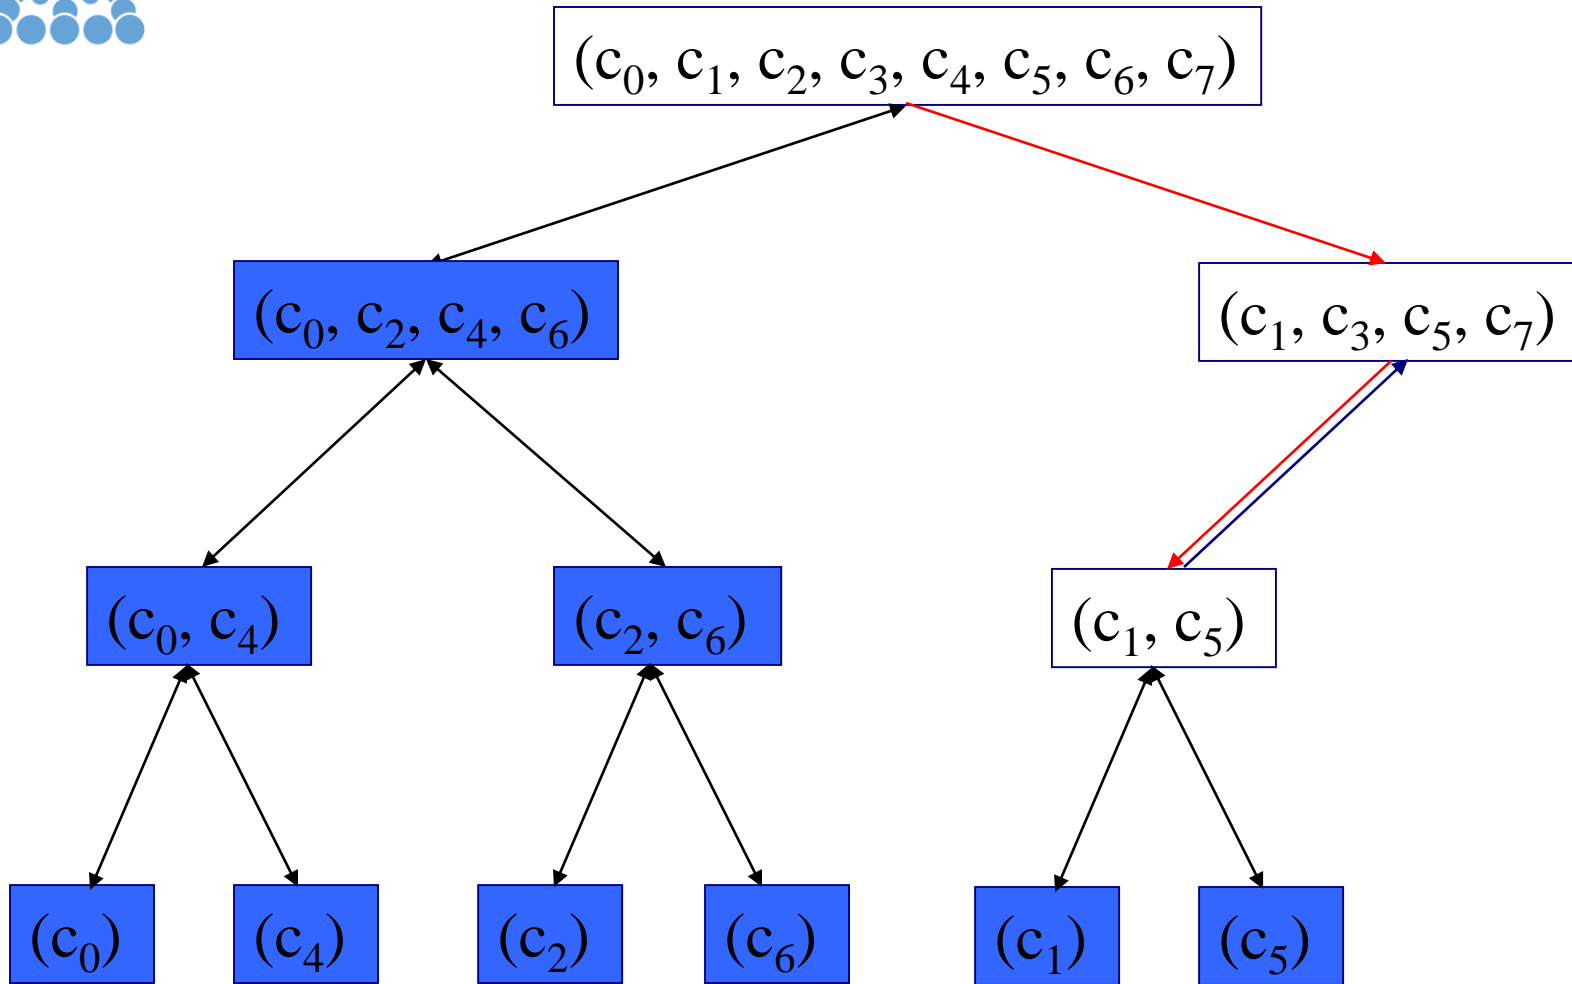 (c₀, c₁, c₂, c₃, c₄, c₅, c₆, c₇)
(c₀, c₂, c₄, c₆)
(c₁, c₃, c₅, c₇)
(c₀, c₄)
(c₂, c₆)
(c₁, c₅)
(c₀)
(c₄)
(c₂)
(c₆)
(c₁)
(c₅)